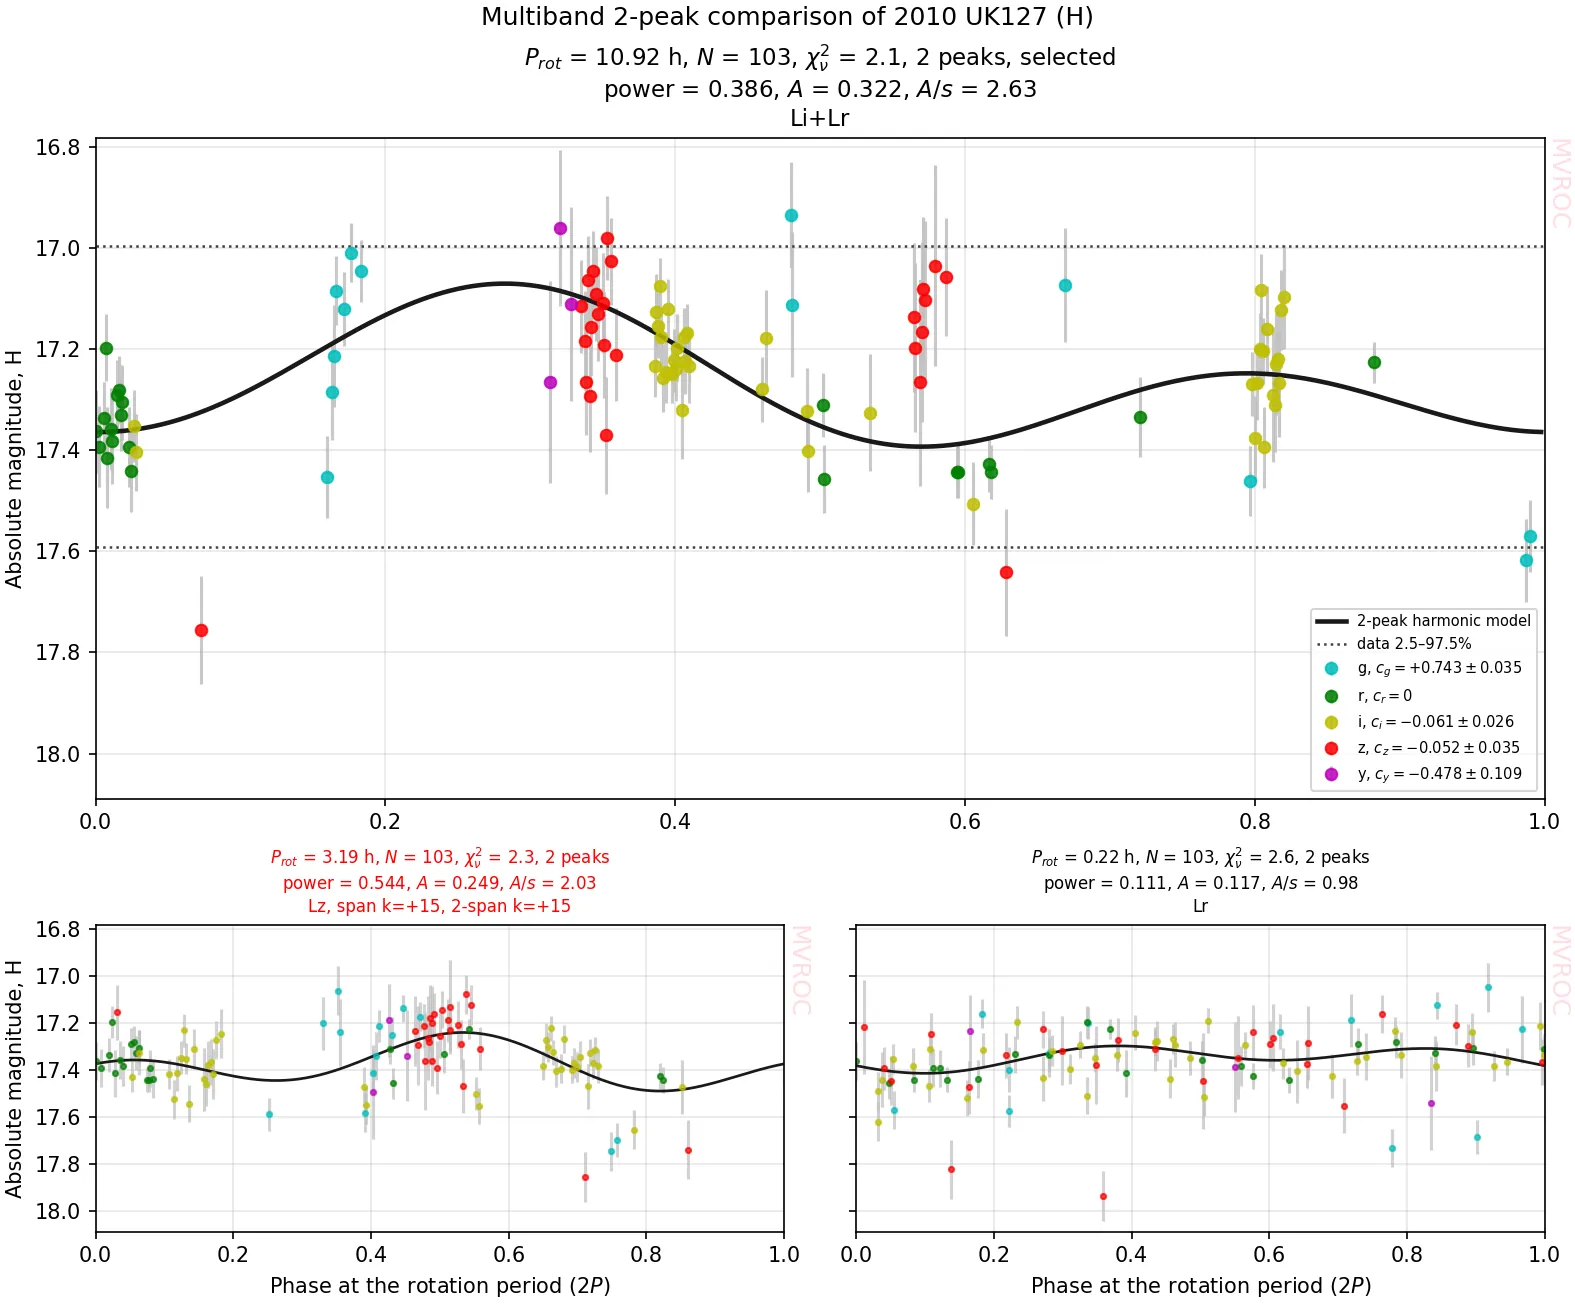 Multiband 2-peak comparison of 2010 UK127 (H)
P_rot = 10.92 h, N = 103, χ²_ν = 2.1, 2 peaks, selected
power = 0.386, A = 0.322, A/s = 2.63
Li+Lr
Absolute magnitude, H
16.8
17.0
17.2
17.4
17.6
17.8
18.0
0.0 0.2 0.4 0.6 0.8 1.0
2-peak harmonic model
data 2.5–97.5%
g, c_g = +0.743 ± 0.035
r, c_r = 0
i, c_i = −0.061 ± 0.026
z, c_z = −0.052 ± 0.035
y, c_y = −0.478 ± 0.109
MVROC
P_rot = 3.19 h, N = 103, χ²_ν = 2.3, 2 peaks
power = 0.544, A = 0.249, A/s = 2.03
Lz, span k=+15, 2-span k=+15
Absolute magnitude, H
16.8
17.0
17.2
17.4
17.6
17.8
18.0
0.0 0.2 0.4 0.6 0.8 1.0
Phase at the rotation period (2P)
MVROC
P_rot = 0.22 h, N = 103, χ²_ν = 2.6, 2 peaks
power = 0.111, A = 0.117, A/s = 0.98
Lr
0.0 0.2 0.4 0.6 0.8 1.0
Phase at the rotation period (2P)
MVROC